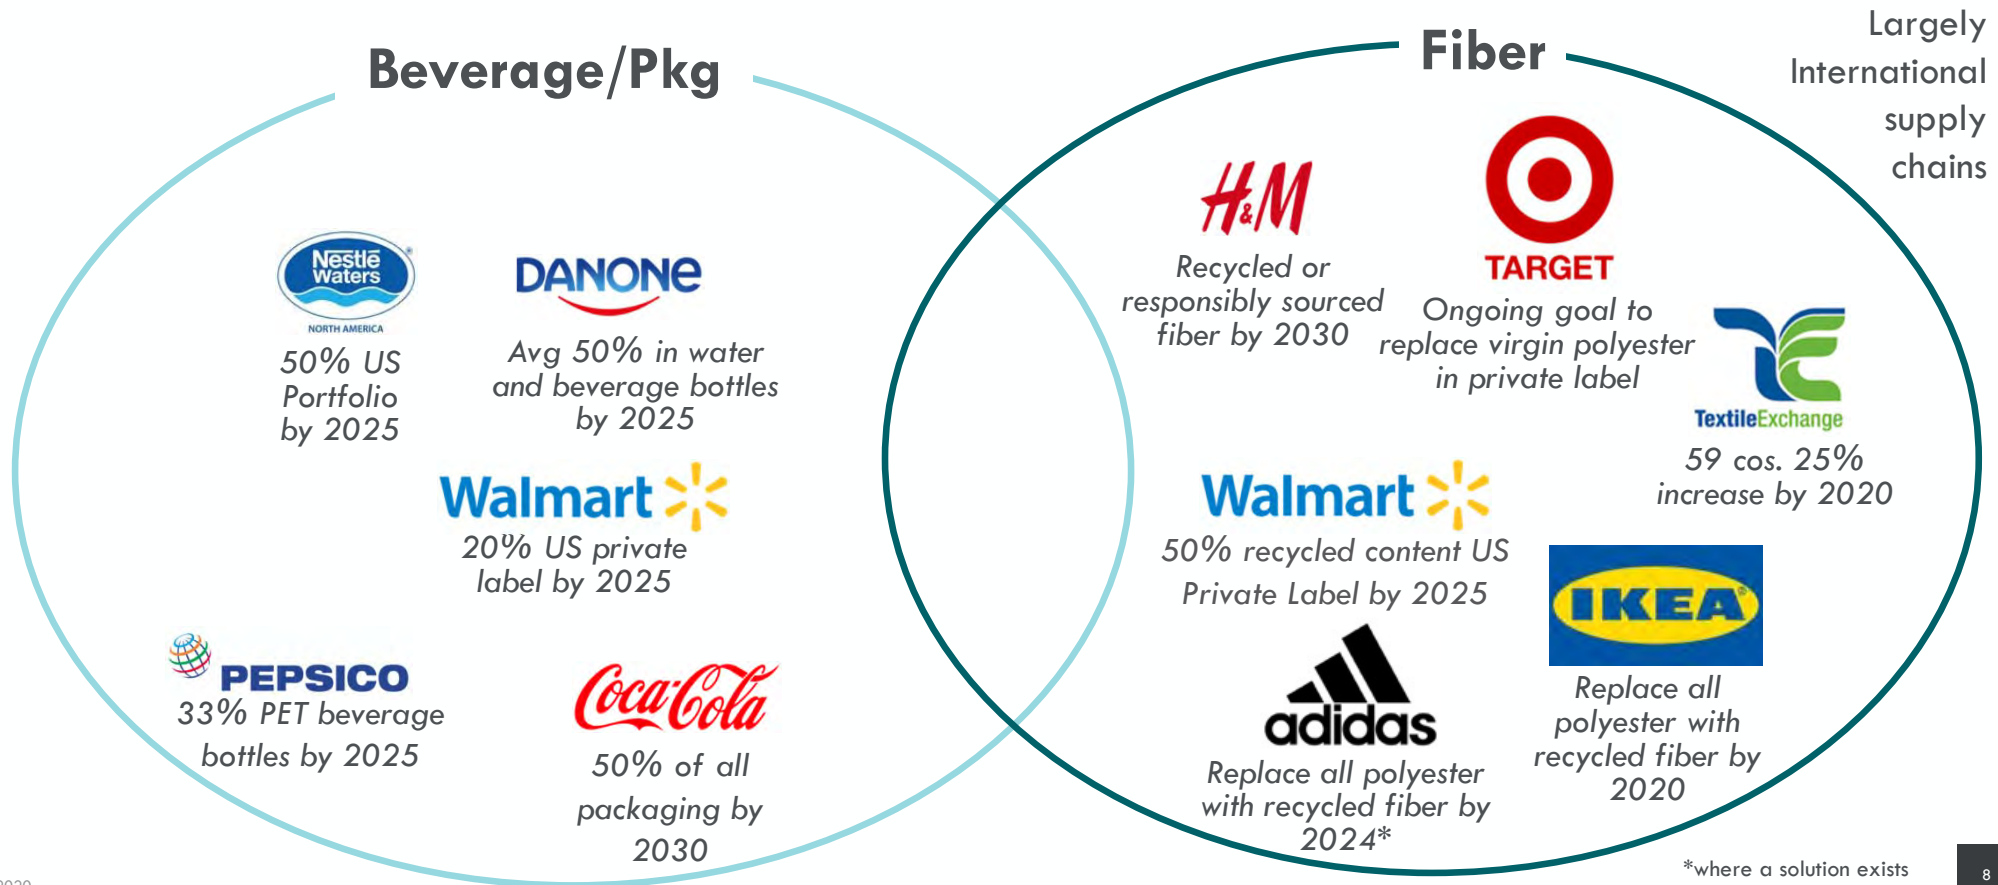 Beverage/Pkg
Fiber
Largely
International
supply
chains
Nestlé
Waters
NORTH AMERICA
50% US
Portfolio
by 2025
DANONE
Avg 50% in water
and beverage bottles
by 2025
Walmart
20% US private
label by 2025
PEPSICO
33% PET beverage
bottles by 2025
Coca-Cola
50% of all
packaging by
2030
H&M
Recycled or
responsibly sourced
fiber by 2030
TARGET
Ongoing goal to
replace virgin polyester
in private label
TextileExchange
59 cos. 25%
increase by 2020
Walmart
50% recycled content US
Private Label by 2025
IKEA
Replace all
polyester with
recycled fiber by
2020
adidas
Replace all polyester
with recycled fiber by
2024*
*where a solution exists
8